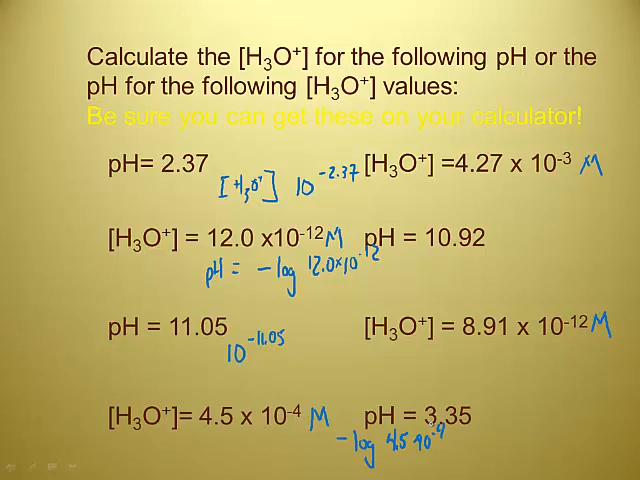 Calculate the [H₃O⁺] for the following pH or the
pH for the following [H₃O⁺] values:
Be sure you can get these on your calculator!
pH= 2.37 [H₃O⁺] =4.27 x 10⁻³ M
[H₃O⁺] 10⁻²·³⁷
[H₃O⁺] = 12.0 x10⁻¹² M pH = 10.92
pH = - log 12.0x10⁻¹²
pH = 11.05 [H₃O⁺] = 8.91 x 10⁻¹² M
10⁻¹¹·⁰⁵
[H₃O⁺]= 4.5 x 10⁻⁴ M pH = 3.35
- log 4.5 x10⁻⁴